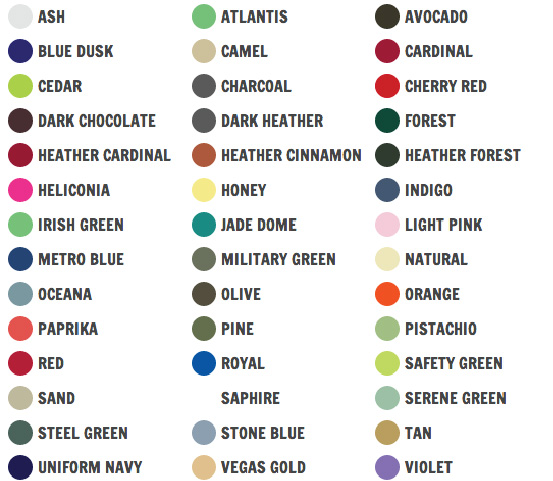 ASH ATLANTIS AVOCADO
BLUE DUSK CAMEL CARDINAL
CEDAR CHARCOAL CHERRY RED
DARK CHOCOLATE DARK HEATHER FOREST
HEATHER CARDINAL HEATHER CINNAMON HEATHER FOREST
HELICONIA HONEY INDIGO
IRISH GREEN JADE DOME LIGHT PINK
METRO BLUE MILITARY GREEN NATURAL
OCEANA OLIVE ORANGE
PAPRIKA PINE PISTACHIO
RED ROYAL SAFETY GREEN
SAND SAPHIRE SERENE GREEN
STEEL GREEN STONE BLUE TAN
UNIFORM NAVY VEGAS GOLD VIOLET